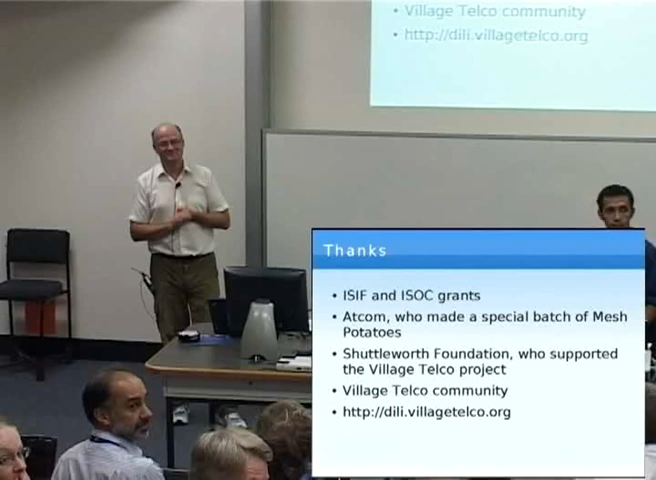 • Village Telco community
• http://dili.villagetelco.org
Thanks
• ISIF and ISOC grants
• Atcom, who made a special batch of Mesh
Potatoes
• Shuttleworth Foundation, who supported
the Village Telco project
• Village Telco community
• http://dili.villagetelco.org